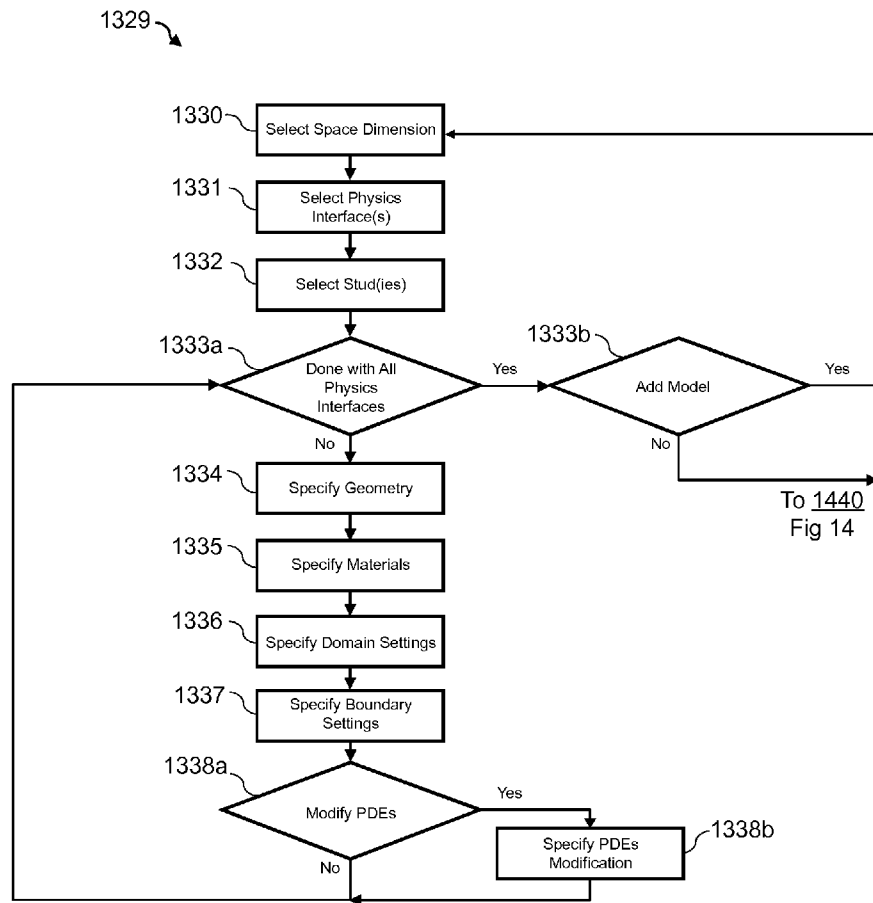 1329
1330
Select Space Dimension
1331
Select Physics
Interface(s)
1332
Select Stud(ies)
1333a
Done with All
Physics
Interfaces
Yes
No
1333b
Add Model
Yes
No
To 1440
Fig 14
1334
Specify Geometry
1335
Specify Materials
1336
Specify Domain Settings
1337
Specify Boundary
Settings
1338a
Modify PDEs
Yes
No
1338b
Specify PDEs
Modification